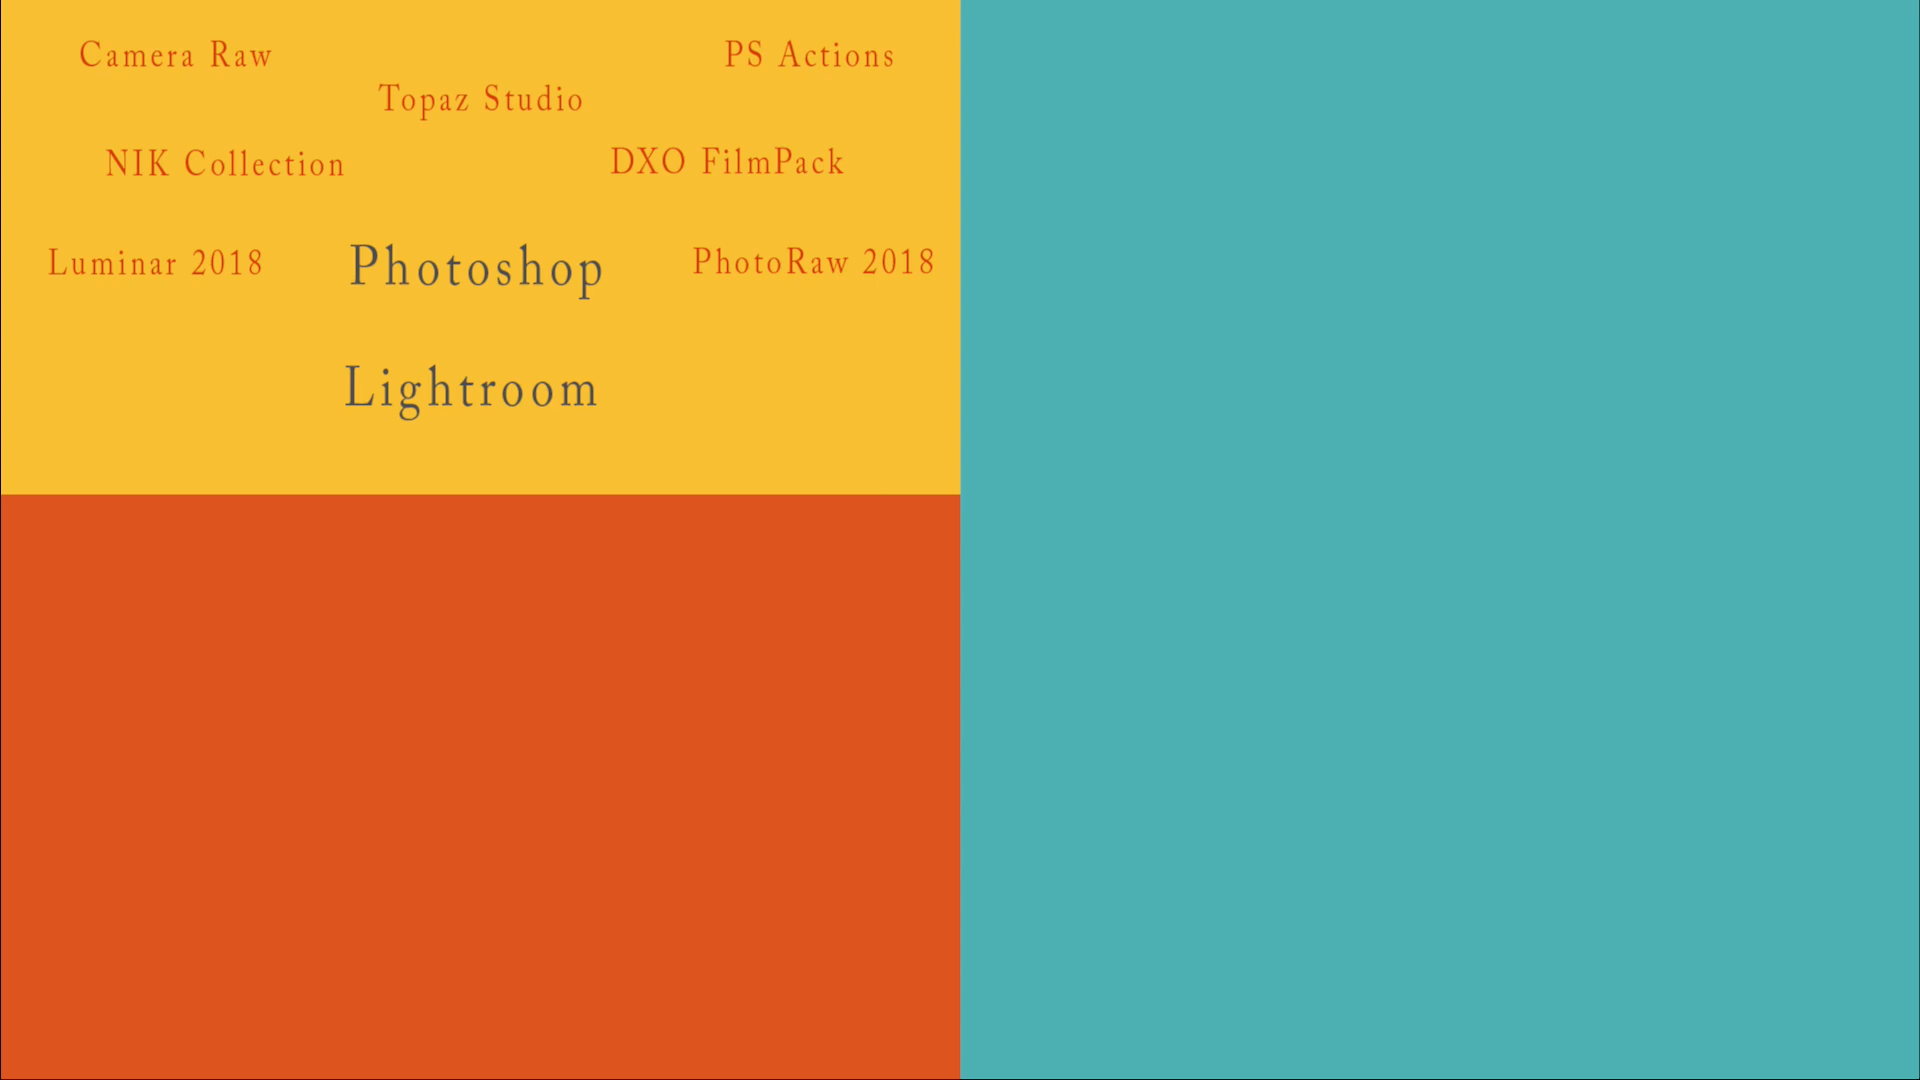 Camera Raw
PS Actions
Topaz Studio
NIK Collection
DXO FilmPack
Luminar 2018
Photoshop
PhotoRaw 2018
Lightroom